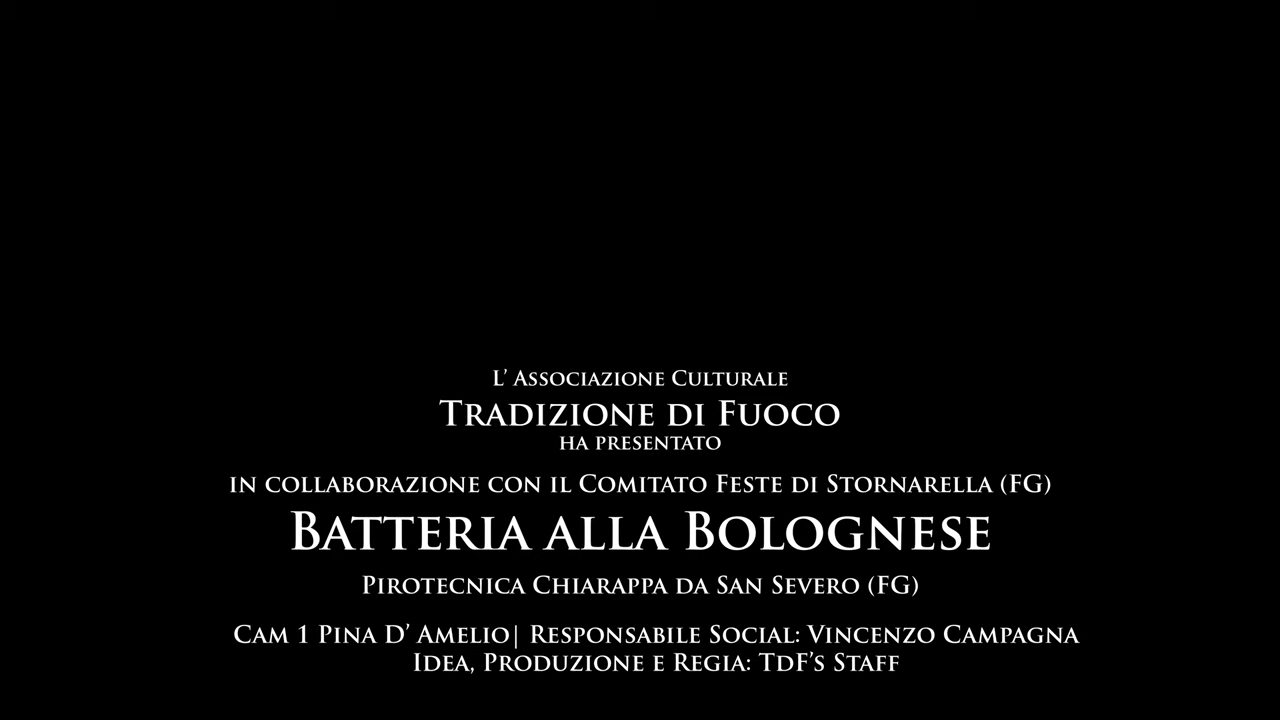 L' Associazione Culturale
Tradizione di Fuoco
ha presentato
in collaborazione con il Comitato Feste di Stornarella (FG)
Batteria alla Bolognese
Pirotecnica Chiarappa da San Severo (FG)
Cam 1 Pina D' Amelio| Responsabile Social: Vincenzo Campagna
Idea, Produzione e Regia: TdF's Staff